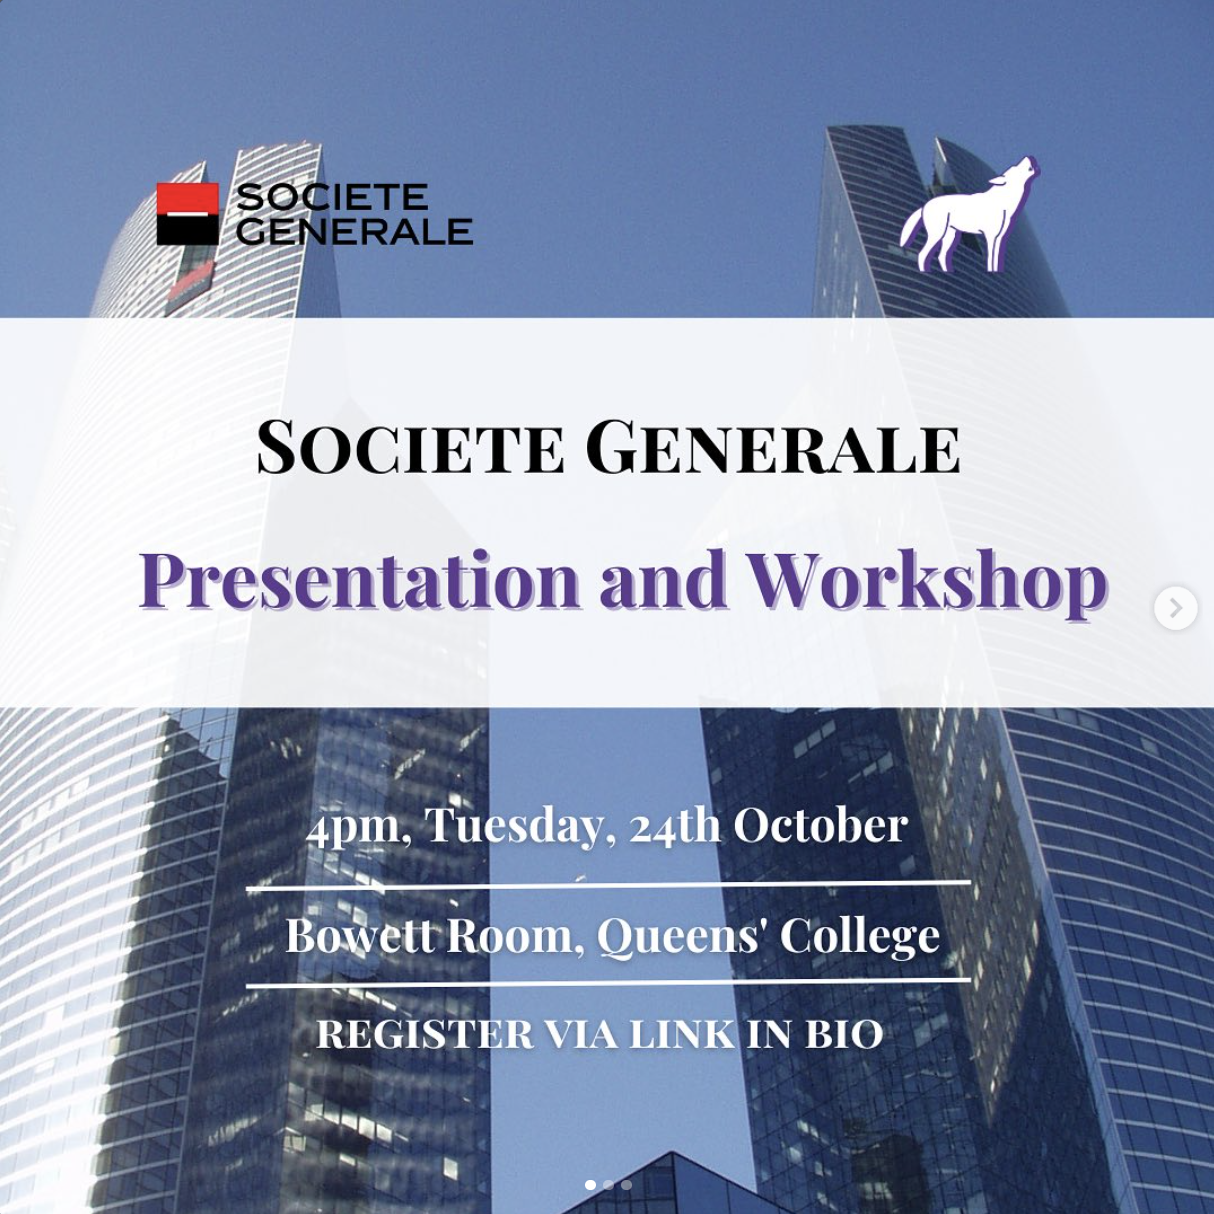 SOCIETE
GENERALE
SOCIETE GENERALE
Presentation and Workshop
4pm, Tuesday, 24th October
Bowett Room, Queens' College
REGISTER VIA LINK IN BIO